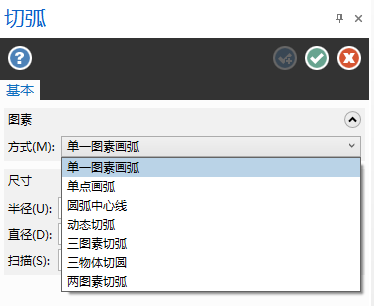 切弧
基本
图素
方式(M): 单一图素画弧
单一图素画弧
单点画弧
圆弧中心线
动态切弧
三图素切弧
三物体切圆
两图素切弧
尺寸
半径(U):
直径(D):
扫描(S):